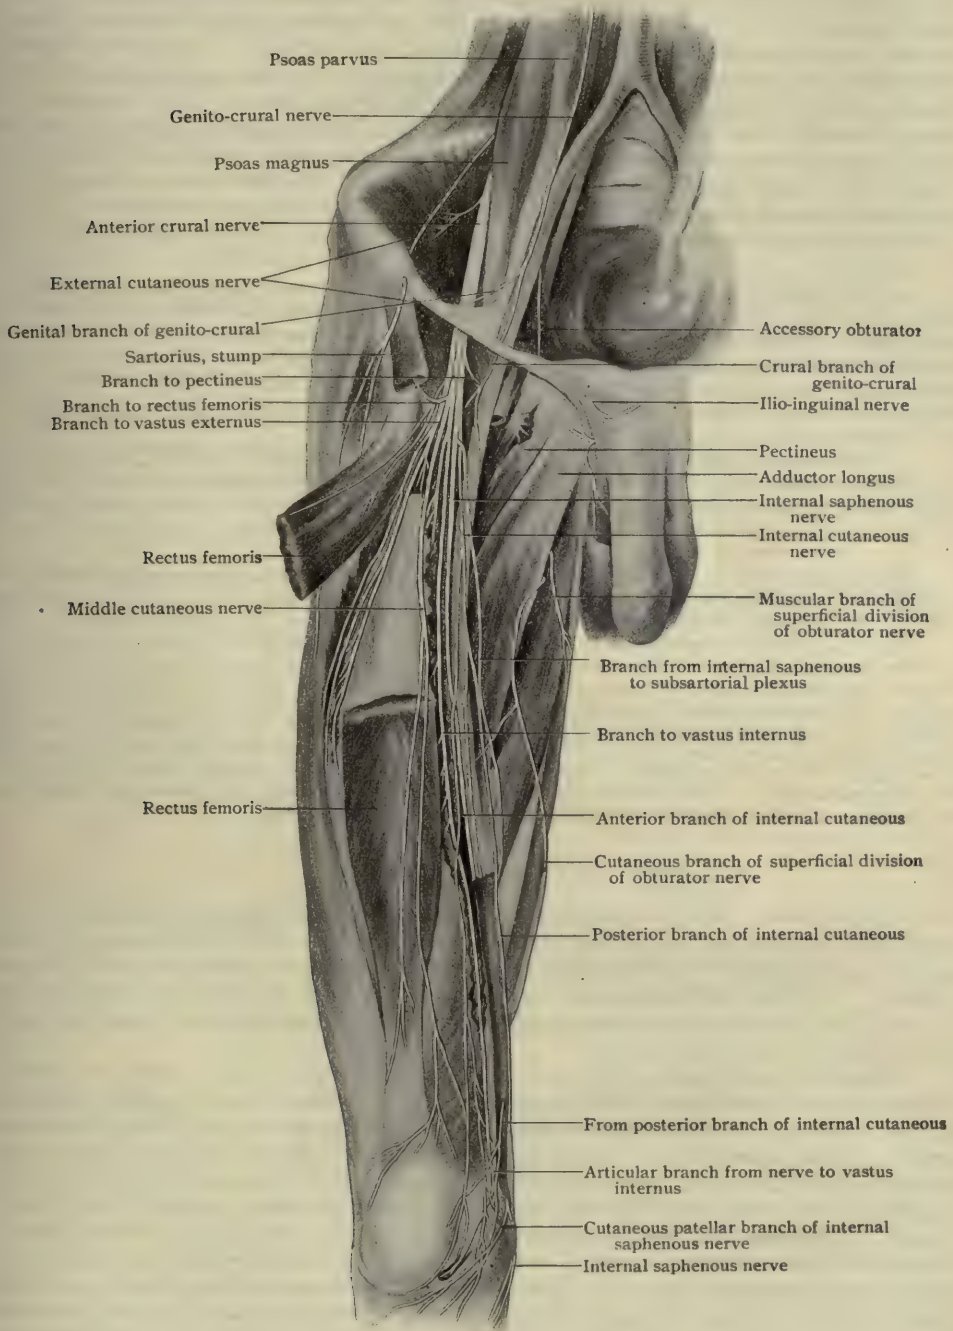 Psoas parvus
Genito-crural nerve
Psoas magnus
Anterior crural nerve
External cutaneous nerve
Genital branch of genito-crural
Sartorius, stump
Branch to pectineus
Branch to rectus femoris
Branch to vastus externus
Rectus femoris
Middle cutaneous nerve
Rectus femoris
Accessory obturator
Crural branch of
genito-crural
Ilio-inguinal nerve
Pectineus
Adductor longus
Internal saphenous
nerve
Internal cutaneous
nerve
Muscular branch of
superficial division
of obturator nerve
Branch from internal saphenous
to subsartorial plexus
Branch to vastus internus
Anterior branch of internal cutaneous
Cutaneous branch of superficial division
of obturator nerve
Posterior branch of internal cutaneous
From posterior branch of internal cutaneous
Articular branch from nerve to vastus
internus
Cutaneous patellar branch of internal
saphenous nerve
Internal saphenous nerve